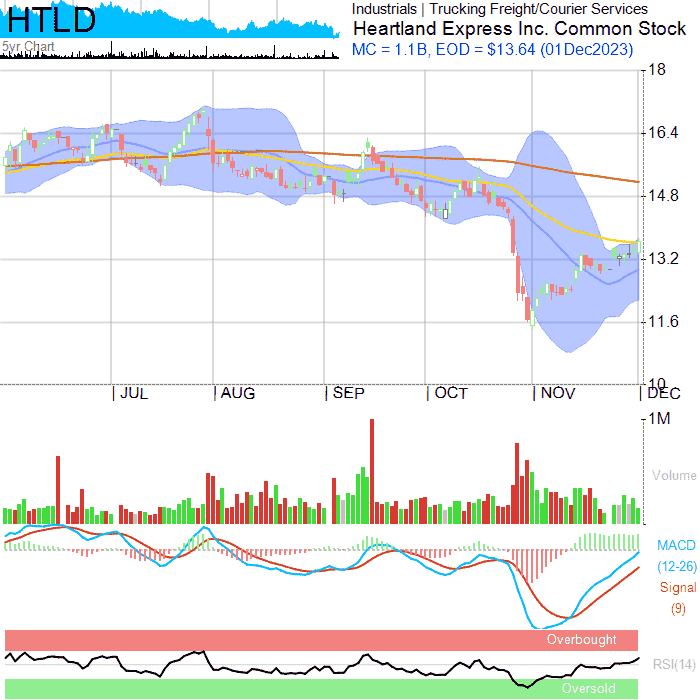 HTLD
5yr Chart
Industrials | Trucking Freight/Courier Services
Heartland Express Inc. Common Stock
MC = 1.1B, EOD = $13.64 (01Dec2023)
18
16.4
14.8
13.2
11.6
10
JUL AUG SEP OCT NOV DEC
1M
Volume
MACD
(12-26)
Signal
(9)
Overbought
RSI(14)
Oversold